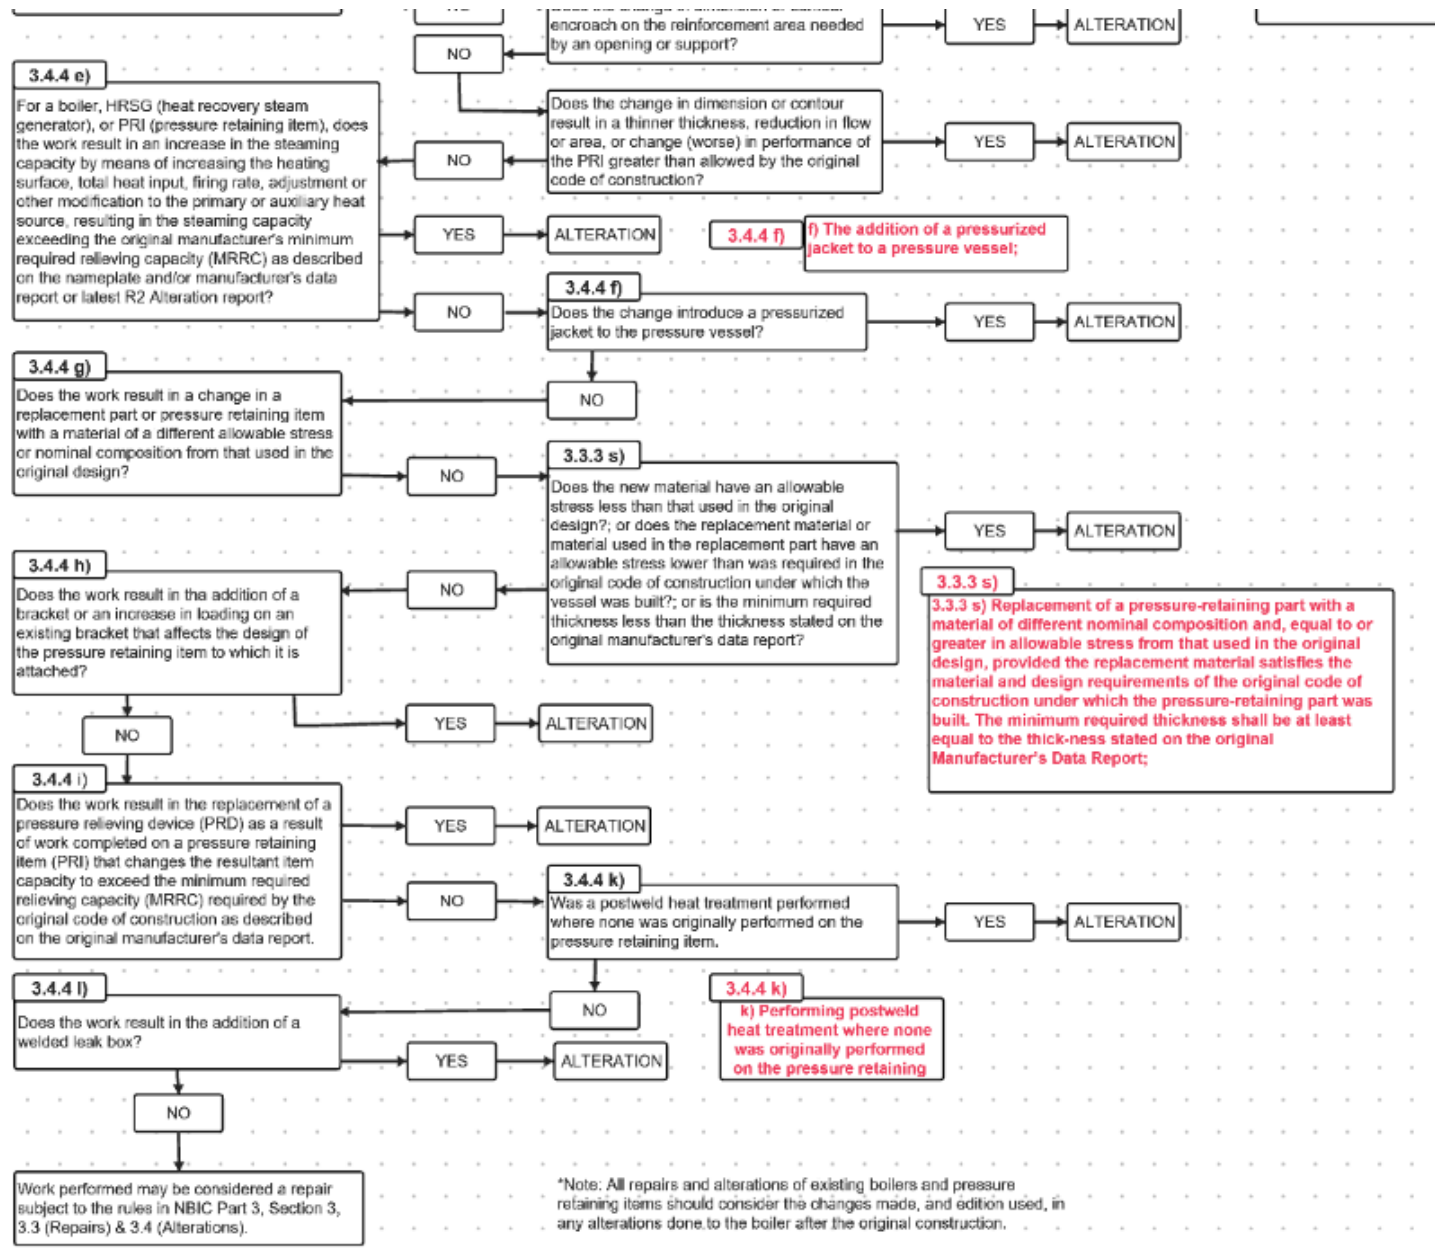 NO
encroach on the reinforcement area needed
by an opening or support?
YES
ALTERATION
NO
3.4.4 e)
For a boiler, HRSG (heat recovery steam
generator), or PRI (pressure retaining item), does
the work result in an increase in the steaming
capacity by means of increasing the heating
surface, total heat input, firing rate, adjustment or
other modification to the primary or auxiliary heat
source, resulting in the steaming capacity
exceeding the original manufacturer's minimum
required relieving capacity (MRRC) as described
on the nameplate and/or manufacturer's data
report or latest R2 Alteration report?
Does the change in dimension or contour
result in a thinner thickness, reduction in flow
or area, or change (worse) in performance of
the PRI greater than allowed by the original
code of construction?
YES
ALTERATION
NO
YES
ALTERATION
3.4.4 f)
f) The addition of a pressurized
jacket to a pressure vessel;
NO
3.4.4 f)
Does the change introduce a pressurized
jacket to the pressure vessel?
YES
ALTERATION
NO
3.4.4 g)
Does the work result in a change in a
replacement part or pressure retaining item
with a material of a different allowable stress
or nominal composition from that used in the
original design?
NO
3.3.3 s)
Does the new material have an allowable
stress less than that used in the original
design?; or does the replacement material or
material used in the replacement part have an
allowable stress lower than was required in the
original code of construction under which the
vessel was built?; or is the minimum required
thickness less than the thickness stated on the
original manufacturer's data report?
YES
ALTERATION
NO
3.3.3 s)
3.3.3 s) Replacement of a pressure-retaining part with a
material of different nominal composition and, equal to or
greater in allowable stress from that used in the original
design, provided the replacement material satisfies the
material and design requirements of the original code of
construction under which the pressure-retaining part was
built. The minimum required thickness shall be at least
equal to the thick-ness stated on the original
Manufacturer's Data Report;
3.4.4 h)
Does the work result in tha addition of a
bracket or an increase in loading on an
existing bracket that affects the design of
the pressure retaining item to which it is
attached?
YES
ALTERATION
NO
3.4.4 i)
Does the work result in the replacement of a
pressure relieving device (PRD) as a result
of work completed on a pressure retaining
item (PRI) that changes the resultant item
capacity to exceed the minimum required
relieving capacity (MRRC) required by the
original code of construction as described
on the original manufacturer's data report.
YES
ALTERATION
NO
3.4.4 k)
Was a postweld heat treatment performed
where none was originally performed on the
pressure retaining item.
YES
ALTERATION
NO
3.4.4 k)
k) Performing postweld
heat treatment where none
was originally performed
on the pressure retaining
3.4.4 l)
Does the work result in the addition of a
welded leak box?
YES
ALTERATION
NO
Work performed may be considered a repair
subject to the rules in NBIC Part 3, Section 3,
3.3 (Repairs) & 3.4 (Alterations).
*Note: All repairs and alterations of existing boilers and pressure
retaining items should consider the changes made, and edition used, in
any alterations done to the boiler after the original construction.